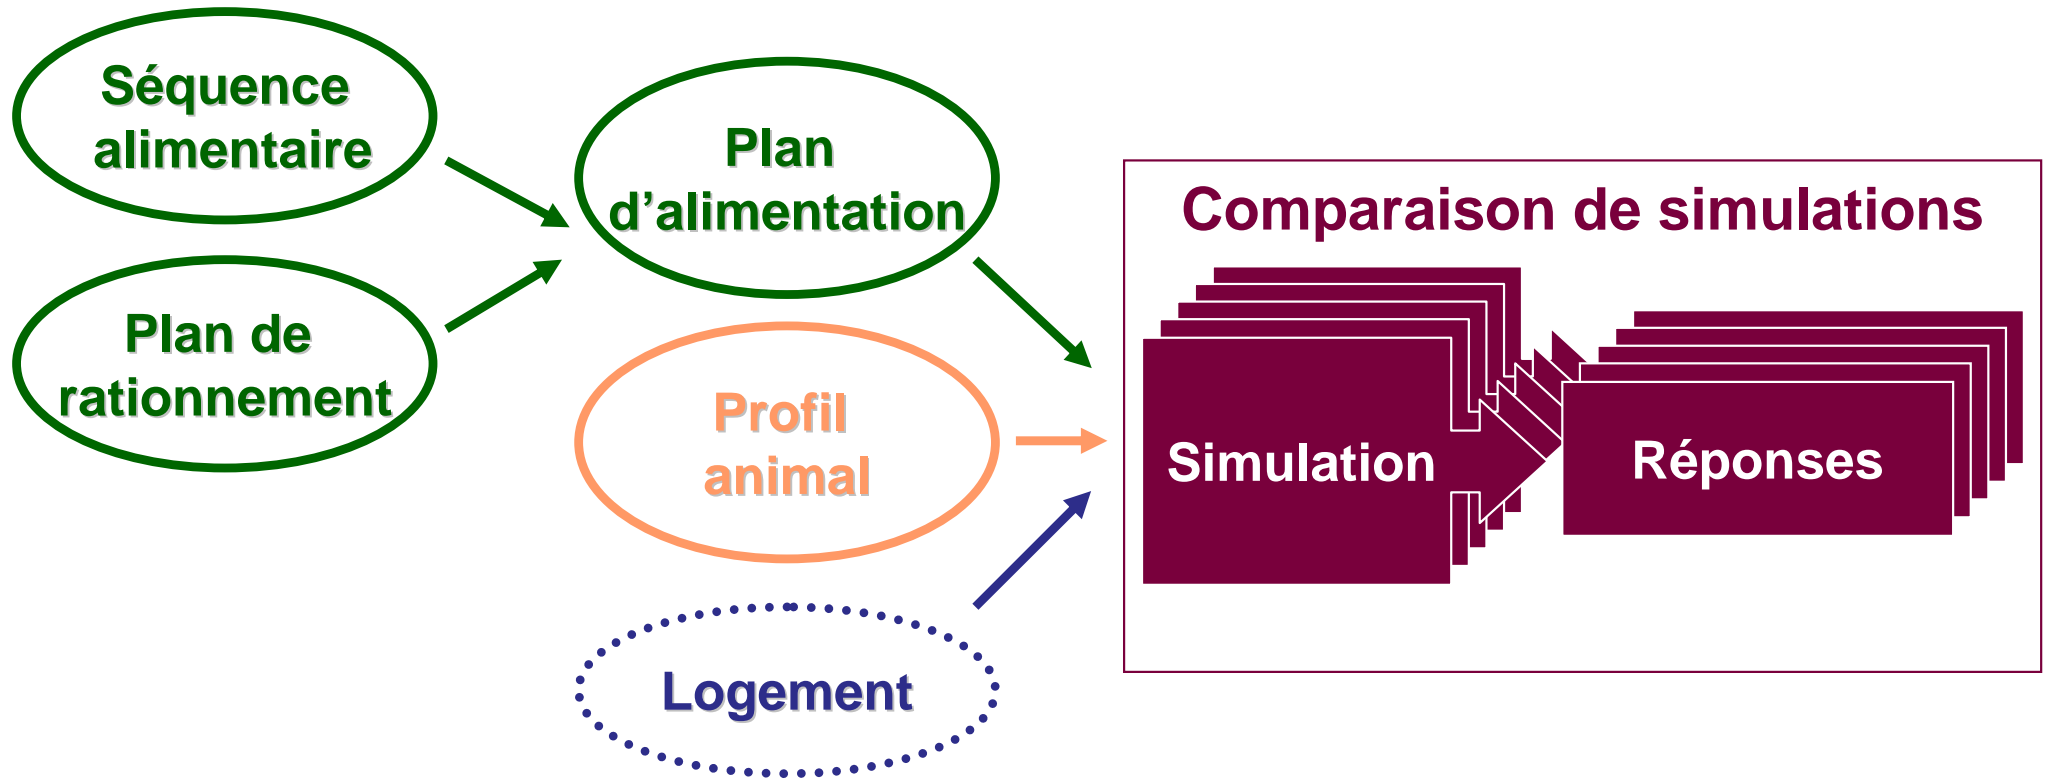 Séquence
alimentaire
Plan de
rationnement
Plan
d’alimentation
Profil
animal
Logement
Comparaison de simulations
Simulation
Réponses